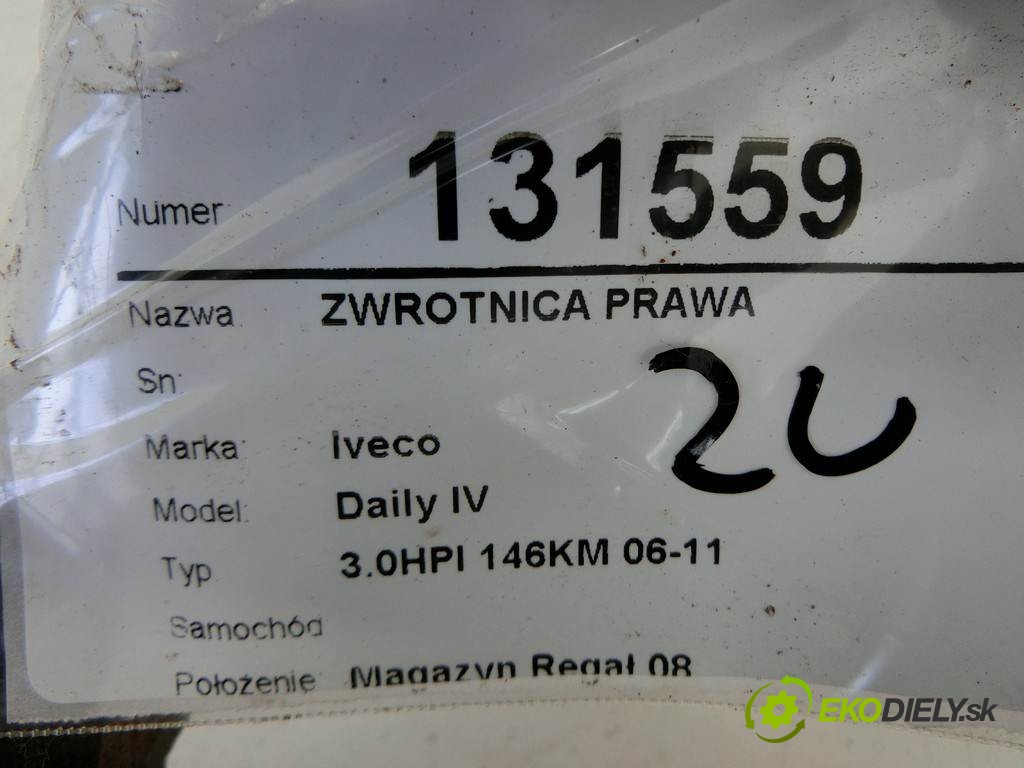 Numer: 131559
Nazwa: ZWROTNICA PRAWA
Sn:
Marka: Iveco
Model: Daily IV
Typ 3.0HPI 146KM 06-11
Samochód
Położenie: Magazyn Regał 08
EKODIELY.sk